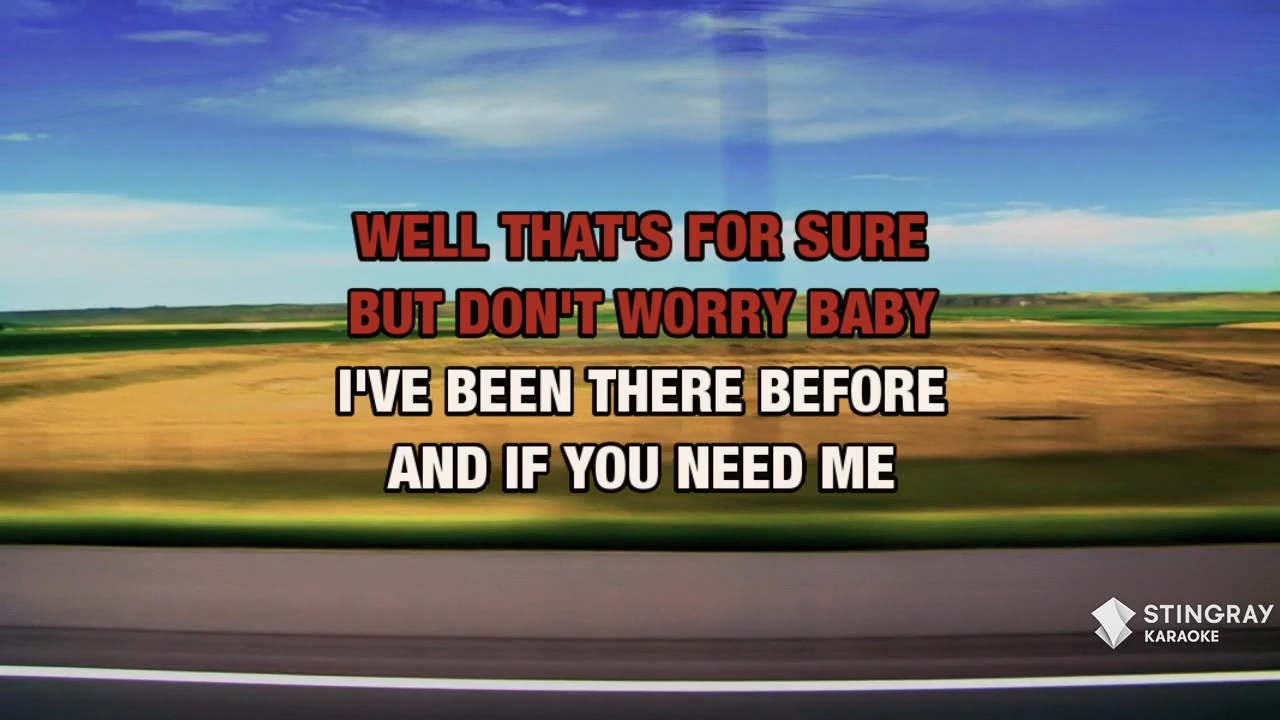 WELL THAT'S FOR SURE
BUT DON'T WORRY BABY
I'VE BEEN THERE BEFORE
AND IF YOU NEED ME
STINGRAY
KARAOKE